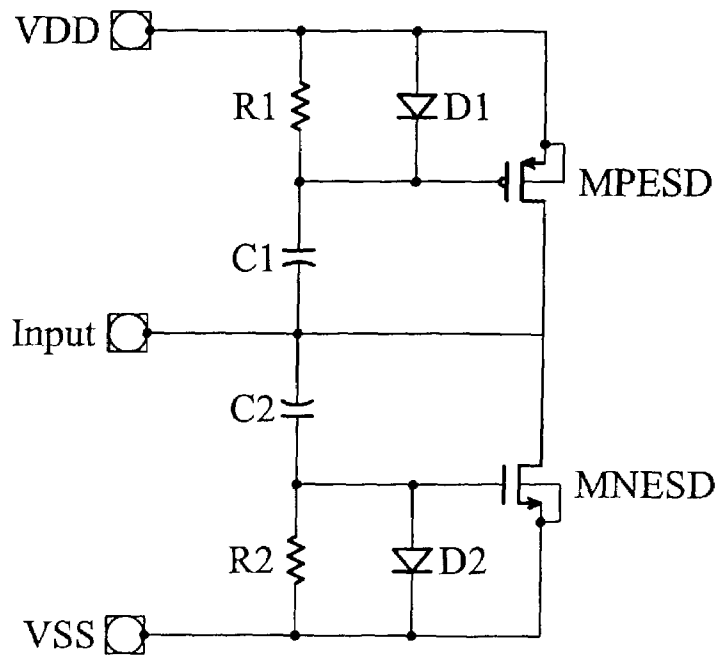 VDD
R1
D1
MPESD
C1
Input
C2
MNESD
R2
D2
VSS